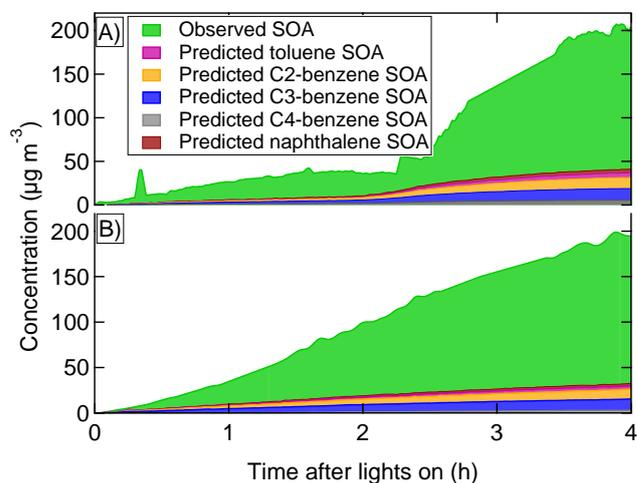 A)
Observed SOA
Predicted toluene SOA
Predicted C2-benzene SOA
Predicted C3-benzene SOA
Predicted C4-benzene SOA
Predicted naphthalene SOA
200
150
100
50
0
B)
200
150
100
50
0
Concentration (µg m⁻³)
0 1 2 3 4
Time after lights on (h)